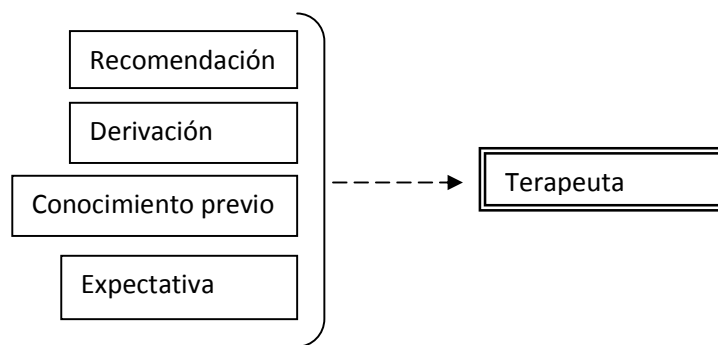 Recomendación
Derivación
Conocimiento previo
Expectativa
Terapeuta